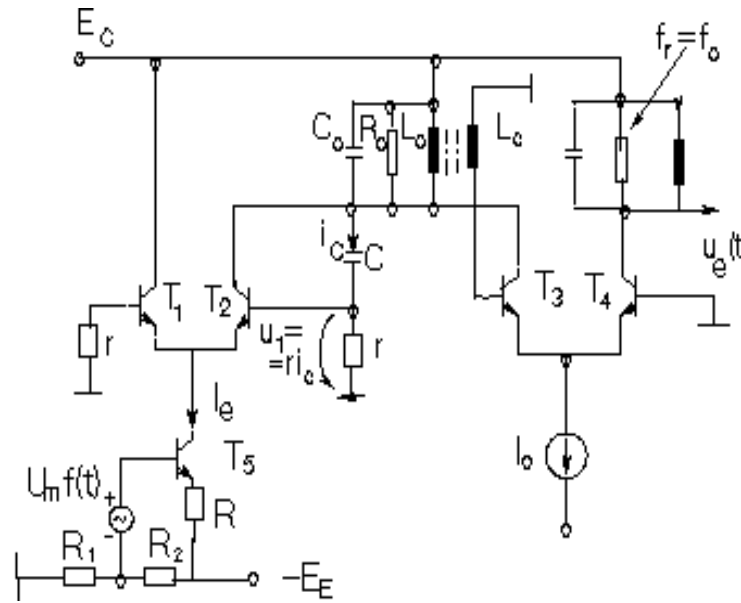 E_c
f_r=f_o
C_o R_o L_o L_c
i_c C
u_e(t
T_1 T_2 T_3 T_4
r
u_1= r
=ri_c
I_e
T_5
I_o
U_m f(t) +
-
R
R_1 R_2
-E_E